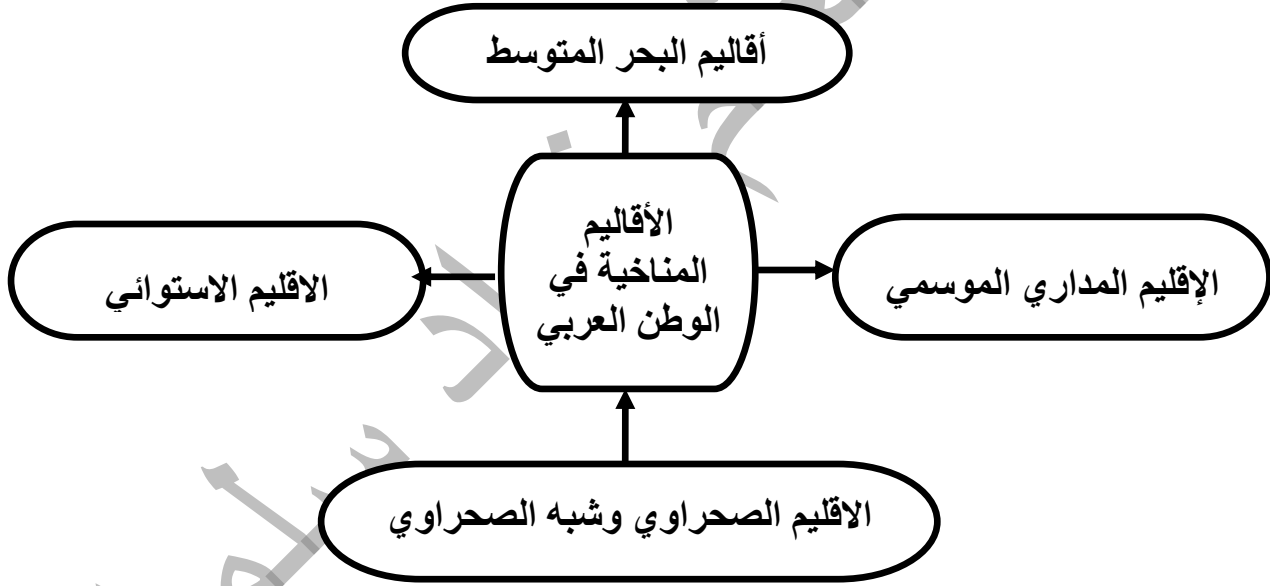 أقاليم البحر المتوسط
الأقاليم
المناخية في
الوطن العربي
الإقليم المداري الموسمي
الاقليم الاستوائي
الاقليم الصحراوي وشبه الصحراوي